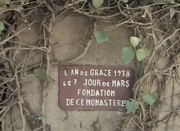 L'AN DE GRACE 1938
LE 7 JOUR DE MARS
FONDATION
DE CE MONASTERE